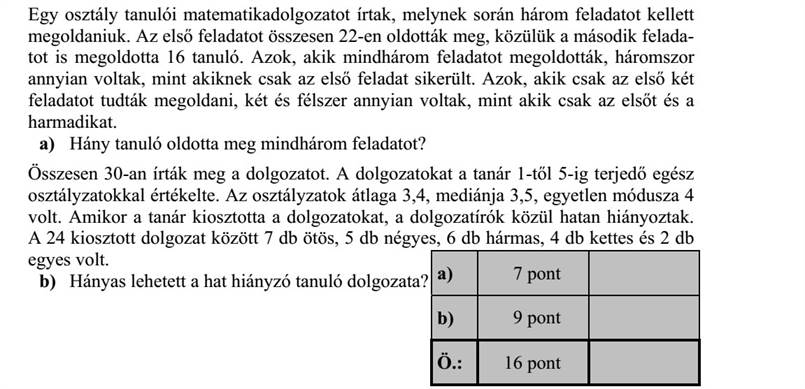 Egy osztály tanulói matematikadolgozatot írtak, melynek során három feladatot kellett
megoldaniuk. Az első feladatot összesen 22-en oldották meg, közülük a második felada-
tot is megoldotta 16 tanuló. Azok, akik mindhárom feladatot megoldották, háromszor
annyian voltak, mint akiknek csak az első feladat sikerült. Azok, akik csak az első két
feladatot tudták megoldani, két és félszer annyian voltak, mint akik csak az elsőt és a
harmadikat.
a) Hány tanuló oldotta meg mindhárom feladatot?
Összesen 30-an írták meg a dolgozatot. A dolgozatokat a tanár 1-től 5-ig terjedő egész
osztályzatokkal értékelte. Az osztályzatok átlaga 3,4, mediánja 3,5, egyetlen módusza 4
volt. Amikor a tanár kiosztotta a dolgozatokat, a dolgozatírók közül hatan hiányoztak.
A 24 kiosztott dolgozat között 7 db ötös, 5 db négyes, 6 db hármas, 4 db kettes és 2 db
egyes volt.
b) Hányas lehetett a hat hiányzó tanuló dolgozata?
a) 7 pont
b) 9 pont
Ö.: 16 pont